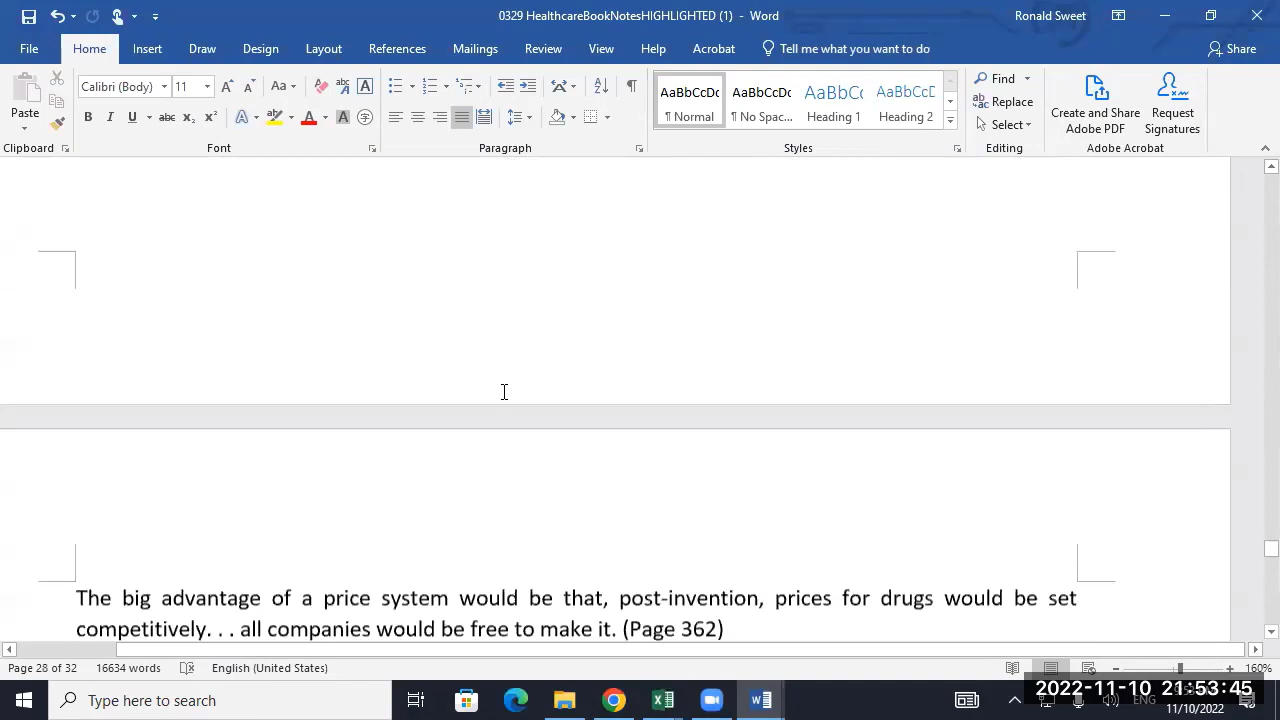 0329 HealthcareBookNotesHIGHLIGHTED (1) - Word
Ronald Sweet
File Home Insert Draw Design Layout References Mailings Review View Help Acrobat Tell me what you want to do Share
Paste
Clipboard
Calibri (Body) 11
Font
Paragraph
AaBbCcDc AaBbCcDc AaBbCc AaBbCcD
¶ Normal ¶ No Spac... Heading 1 Heading 2
Styles
Find
Replace
Select
Editing
Create and Share Adobe PDF
Request Signatures
Adobe Acrobat
The big advantage of a price system would be that, post-invention, prices for drugs would be set
competitively. . . all companies would be free to make it. (Page 362)
Page 28 of 32 16634 words English (United States) 160%
Type here to search
ENG
2022-11-10 21:53:45
11/10/2022